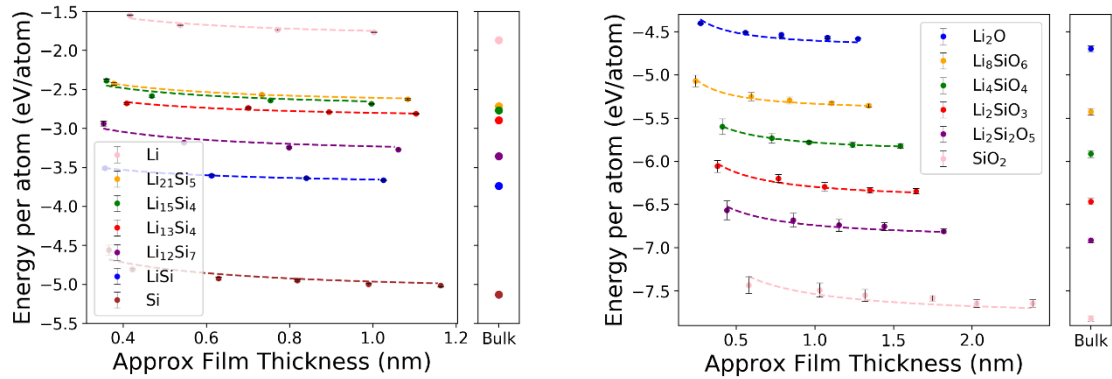 Energy per atom (eV/atom)
−1.5
−2.0
−2.5
−3.0
−3.5
−4.0
−4.5
−5.0
−5.5
Li
Li₂₁Si₅
Li₁₅Si₄
Li₁₃Si₄
Li₁₂Si₇
LiSi
Si
0.4 0.6 0.8 1.0 1.2
Bulk
Approx Film Thickness (nm)
Energy per atom (eV/atom)
−4.5
−5.0
−5.5
−6.0
−6.5
−7.0
−7.5
Li₂O
Li₈SiO₆
Li₄SiO₄
Li₂SiO₃
Li₂Si₂O₅
SiO₂
0.5 1.0 1.5 2.0
Bulk
Approx Film Thickness (nm)